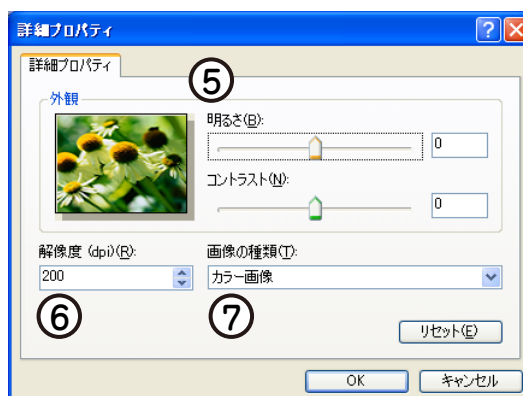 詳細プロパティ
詳細プロパティ
⑤
外観
明るさ(B):
0
コントラスト(N):
0
解像度 (dpi)(R):
画像の種類(T):
200
カラー画像
⑥
⑦
リセット(E)
OK
キャンセル